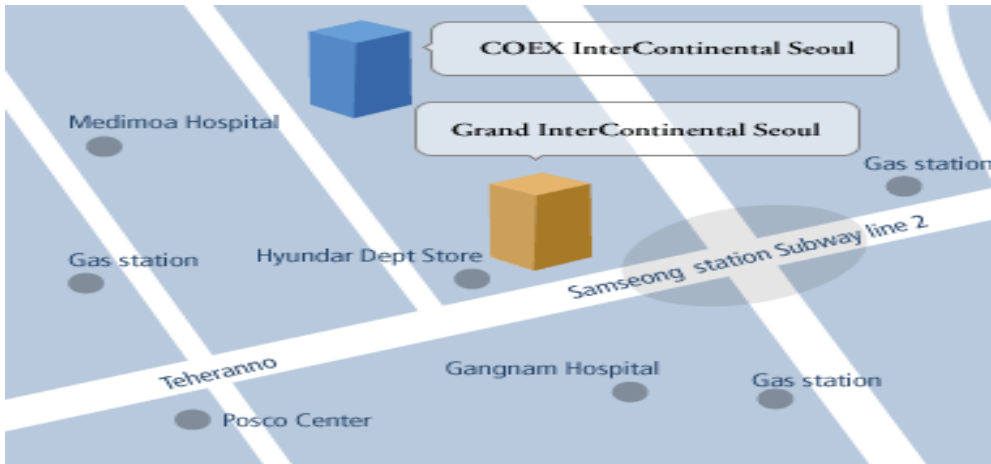 COEX InterContinental Seoul
Medimoa Hospital
Grand InterContinental Seoul
Gas station
Gas station
Hyundar Dept Store
Samseong station Subway line 2
Teheranno
Gangnam Hospital
Gas station
Posco Center